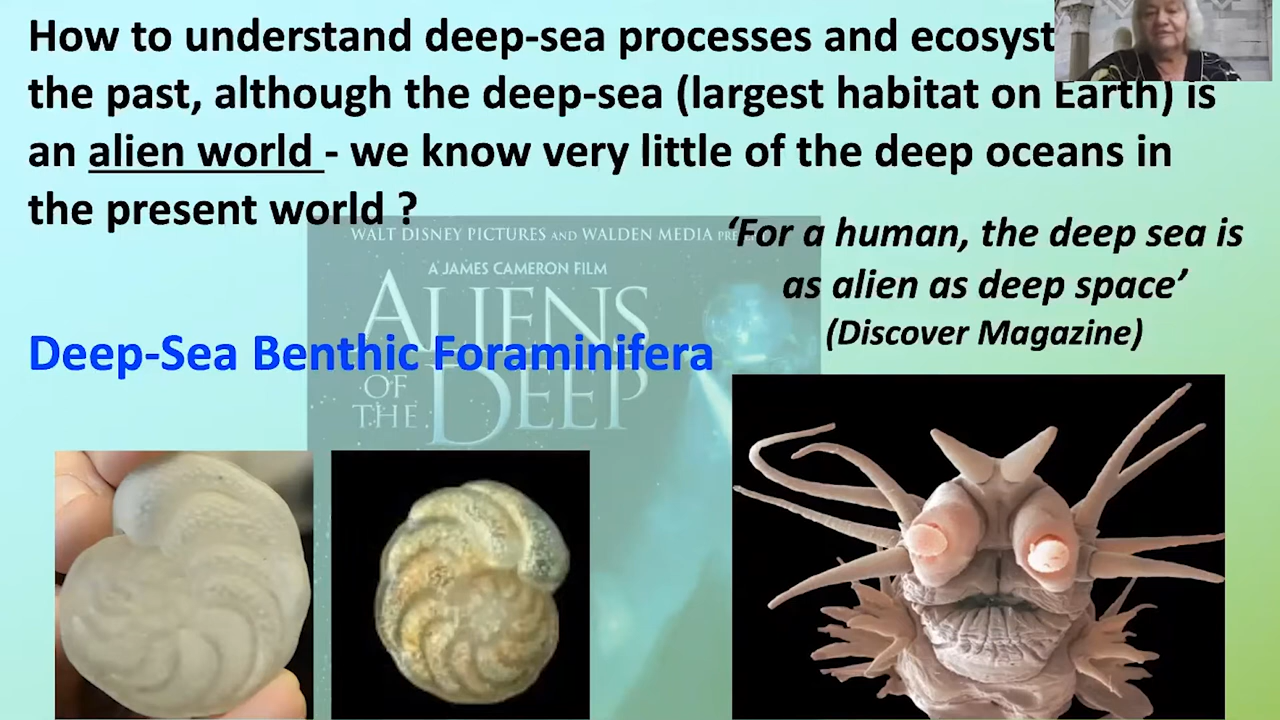 How to understand deep-sea processes and
the past, although the deep-sea (largest habitat on Earth) is
an alien world - we know very little of the deep oceans in
the present world ?
WALT DISNEY PICTURES AND WALDEN MEDIA
A JAMES CAMERON FILM
ALIENS
OF
THE DEEP
'For a human, the deep sea is
as alien as deep space'
(Discover Magazine)
Deep-Sea Benthic Foraminifera